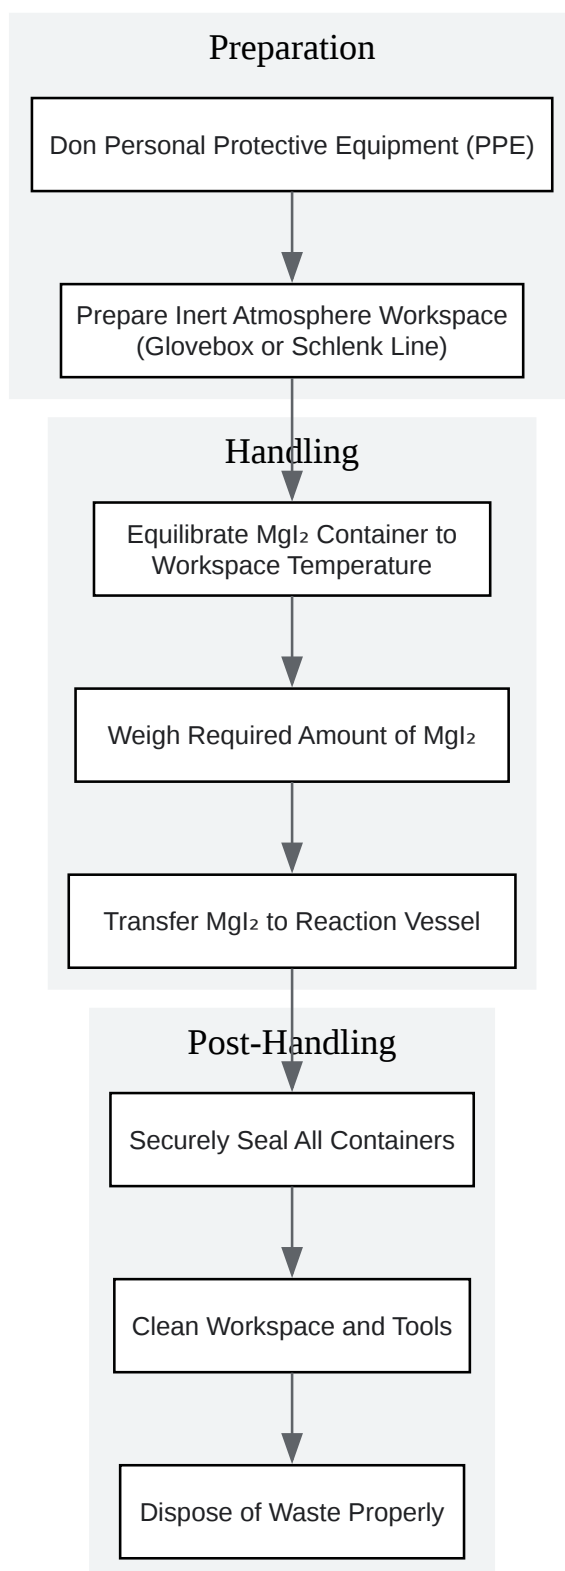 Preparation
Don Personal Protective Equipment (PPE)
Prepare Inert Atmosphere Workspace
(Glovebox or Schlenk Line)
Handling
Equilibrate MgI₂ Container to
Workspace Temperature
Weigh Required Amount of MgI₂
Transfer MgI₂ to Reaction Vessel
Post-Handling
Securely Seal All Containers
Clean Workspace and Tools
Dispose of Waste Properly